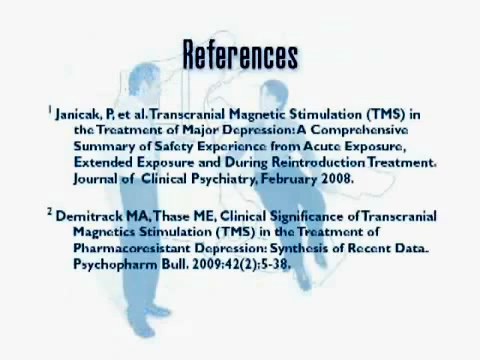 References
1 Janicak, P, et al. Transcranial Magnetic Stimulation (TMS) in
the Treatment of Major Depression: A Comprehensive
Summary of Safety Experience from Acute Exposure,
Extended Exposure and During Reintroduction Treatment.
Journal of Clinical Psychiatry, February 2008.
2 Demitrack MA, Thase ME, Clinical Significance of Transcranial
Magnetics Stimulation (TMS) in the Treatment of
Pharmacoresistant Depression: Synthesis of Recent Data.
Psychopharm Bull. 2009:42(2):5-38.